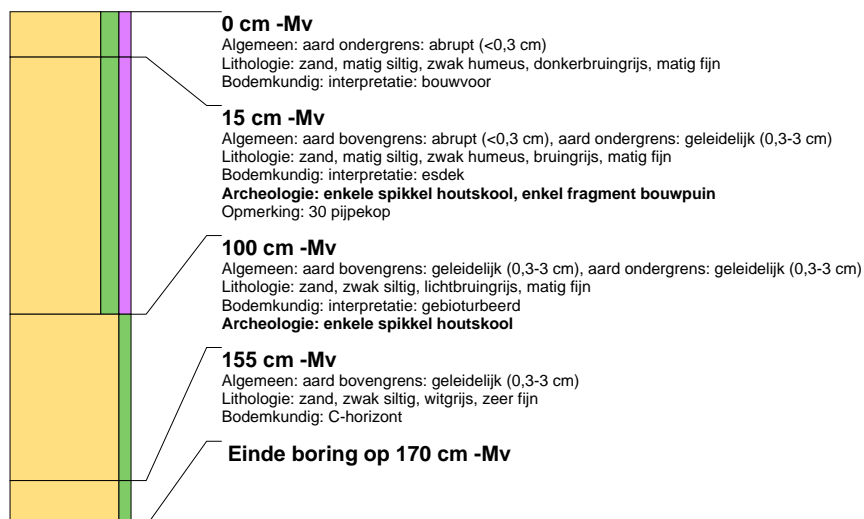 0 cm -Mv
Algemeen: aard ondergrens: abrupt (<0,3 cm)
Lithologie: zand, matig siltig, zwak humeus, donkerbruingrijs, matig fijn
Bodemkundig: interpretatie: bouwvoor
15 cm -Mv
Algemeen: aard bovengrens: abrupt (<0,3 cm), aard ondergrens: geleidelijk (0,3-3 cm)
Lithologie: zand, matig siltig, zwak humeus, bruingrijs, matig fijn
Bodemkundig: interpretatie: esdek
Archeologie: enkele spikkel houtskool, enkel fragment bouwpuin
Opmerking: 30 pijpekop
100 cm -Mv
Algemeen: aard bovengrens: geleidelijk (0,3-3 cm), aard ondergrens: geleidelijk (0,3-3 cm)
Lithologie: zand, zwak siltig, lichtbruingrijs, matig fijn
Bodemkundig: interpretatie: gebioturbeerd
Archeologie: enkele spikkel houtskool
155 cm -Mv
Algemeen: aard bovengrens: geleidelijk (0,3-3 cm)
Lithologie: zand, zwak siltig, witgrijs, zeer fijn
Bodemkundig: C-horizont
Einde boring op 170 cm -Mv